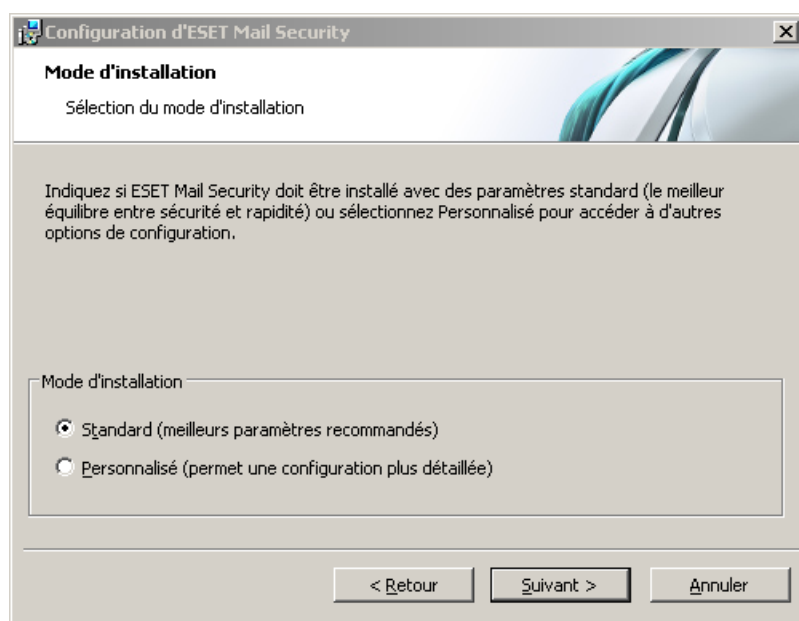 Configuration d'ESET Mail Security
Mode d'installation
Sélection du mode d'installation
Indiquez si ESET Mail Security doit être installé avec des paramètres standard (le meilleur
équilibre entre sécurité et rapidité) ou sélectionnez Personnalisé pour accéder à d'autres
options de configuration.
Mode d'installation
Standard (meilleurs paramètres recommandés)
Personnalisé (permet une configuration plus détaillée)
< Retour Suivant > Annuler